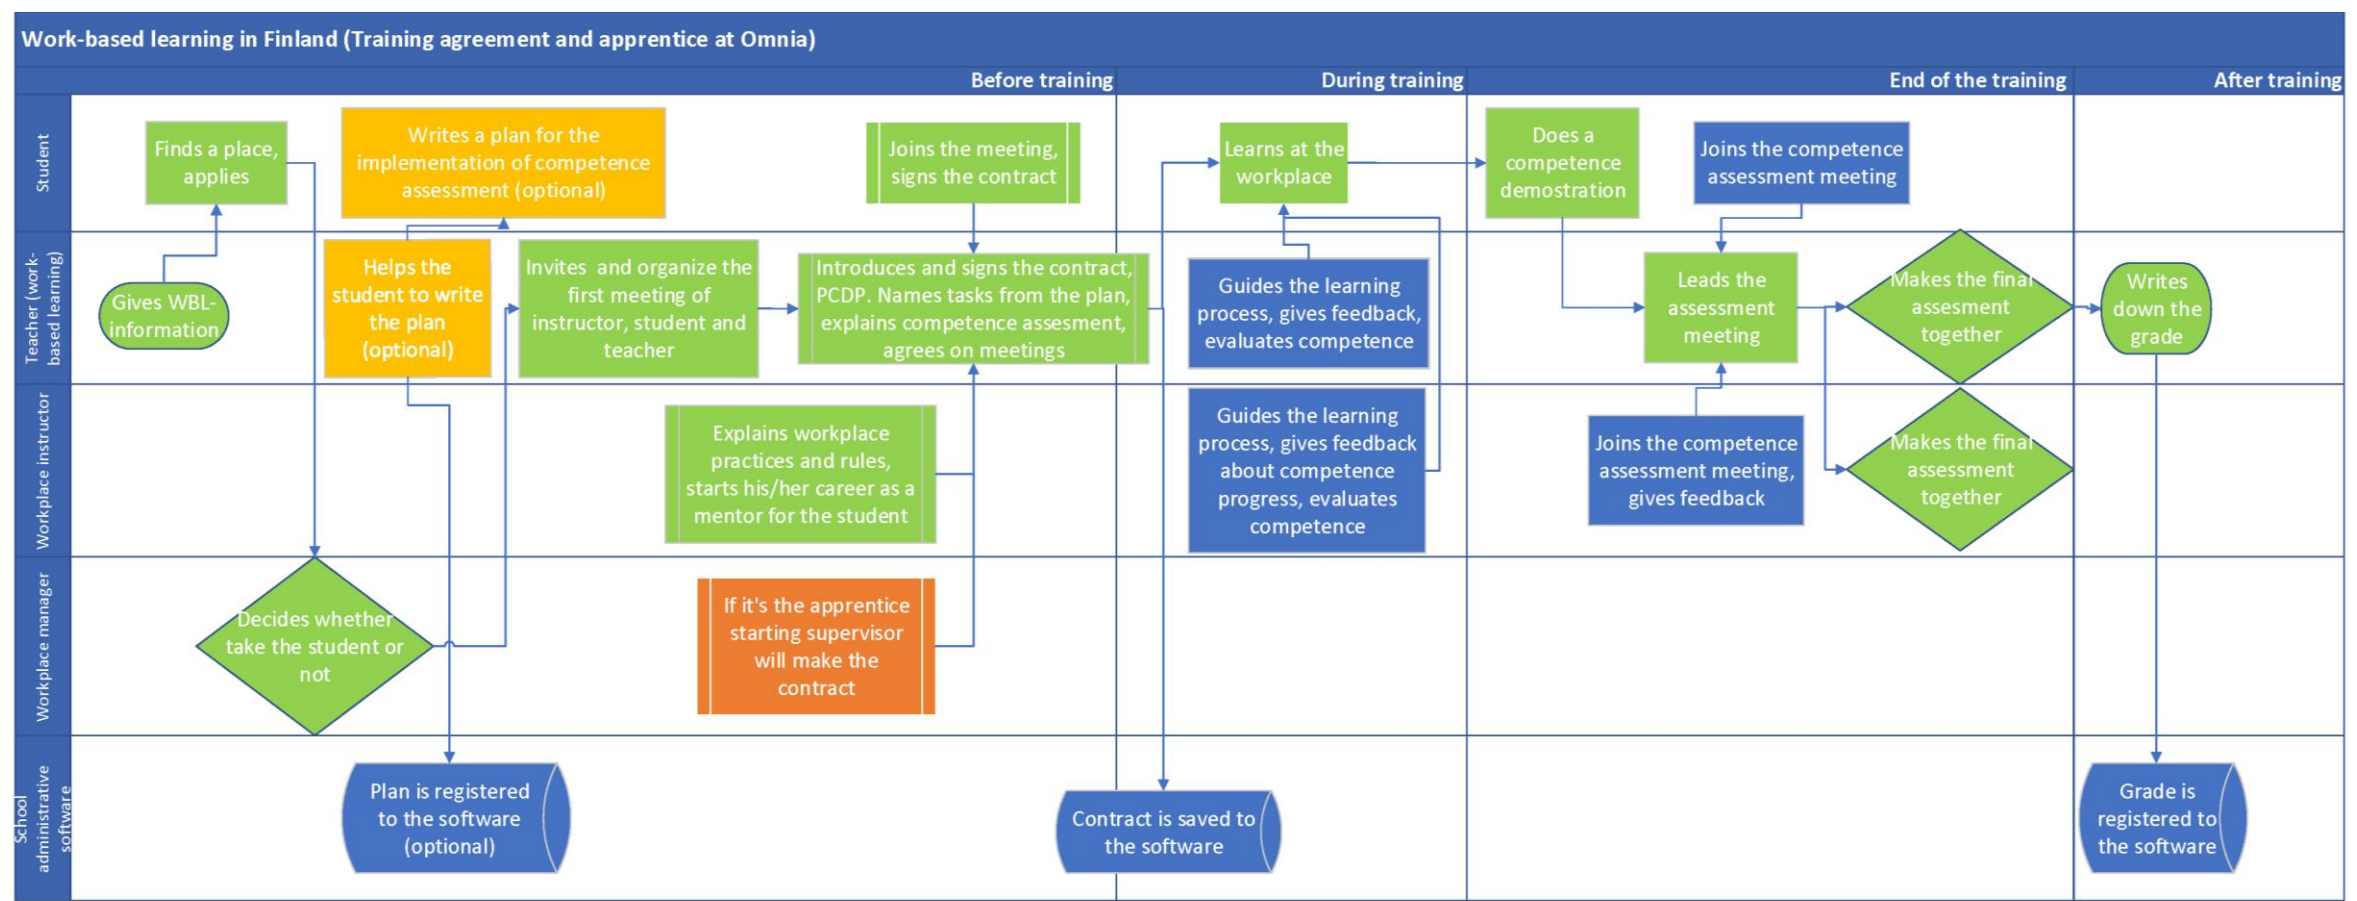 Work-based learning in Finland (Training agreement and apprentice at Omnia)
Before training
During training
End of the training
After training
Student
Finds a place,
applies
Writes a plan for the
implementation of competence
assessment (optional)
Joins the meeting,
signs the contract
Learns at the
workplace
Does a
competence
demostration
Joins the competence
assessment meeting
Teacher (work-
based learning)
Gives WBL-
information
Helps the
student to write
the plan
(optional)
Invites and organize the
first meeting of
instructor, student and
teacher
Introduces and signs the contract,
PCDP. Names tasks from the plan,
explains competence assesment,
agrees on meetings
Guides the learning
process, gives feedback,
evaluates competence
Leads the
assessment
meeting
Makes the final
assesment
together
Writes
down the
grade
Workplace instructor
Explains workplace
practices and rules,
starts his/her career as a
mentor for the student
Guides the learning
process, gives feedback
about competence
progress, evaluates
competence
Joins the competence
assessment meeting,
gives feedback
Makes the final
assessment
together
Workplace manager
Decides whether
take the student or
not
If it's the apprentice
starting supervisor
will make the
contract
School
administrative
software
Plan is registered
to the software
(optional)
Contract is saved to
the software
Grade is
registered to
the software